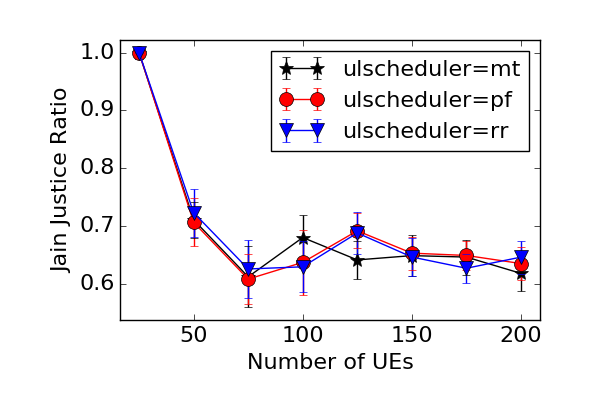 1.0
0.9
0.8
0.7
0.6
Jain Justice Ratio
ulscheduler=mt
ulscheduler=pf
ulscheduler=rr
50
100
150
200
Number of UEs